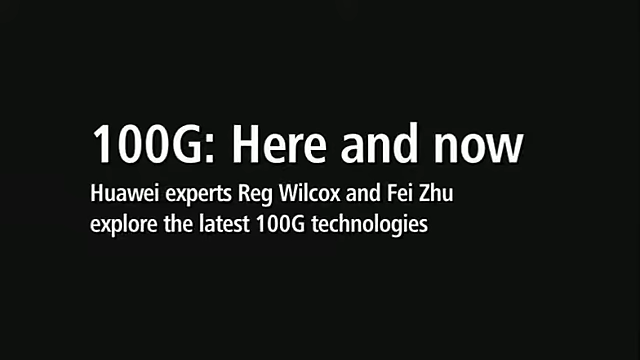 100G: Here and now
Huawei experts Reg Wilcox and Fei Zhu
explore the latest 100G technologies